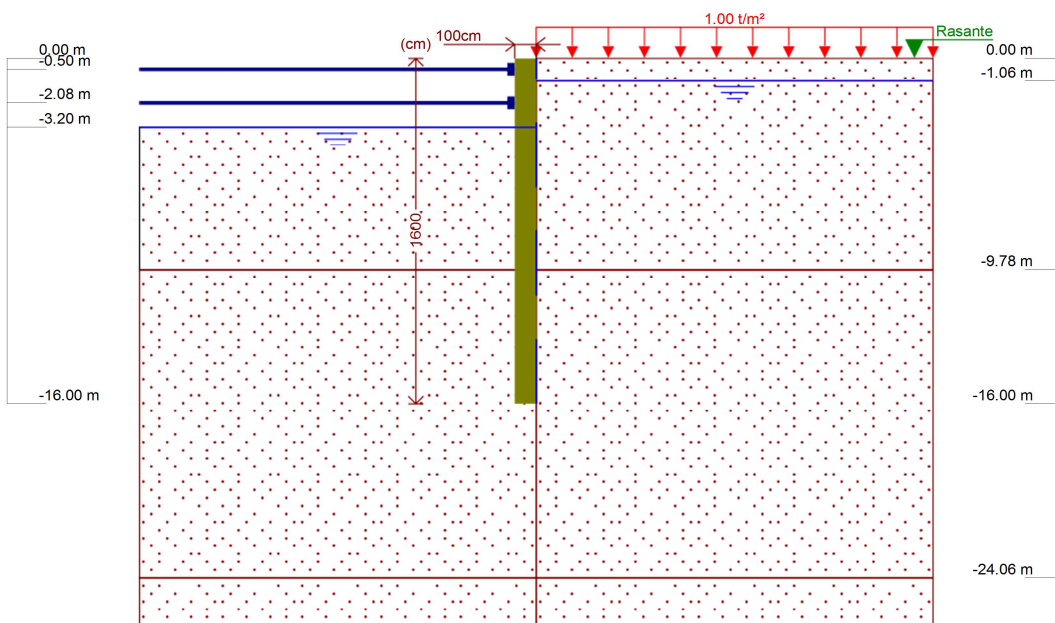 1.00 t/m²
100cm
(cm)
Rasante
0.00 m
-0.50 m
-2.08 m
-3.20 m
-16.00 m
1600
0.00 m
-1.06 m
-9.78 m
-16.00 m
-24.06 m